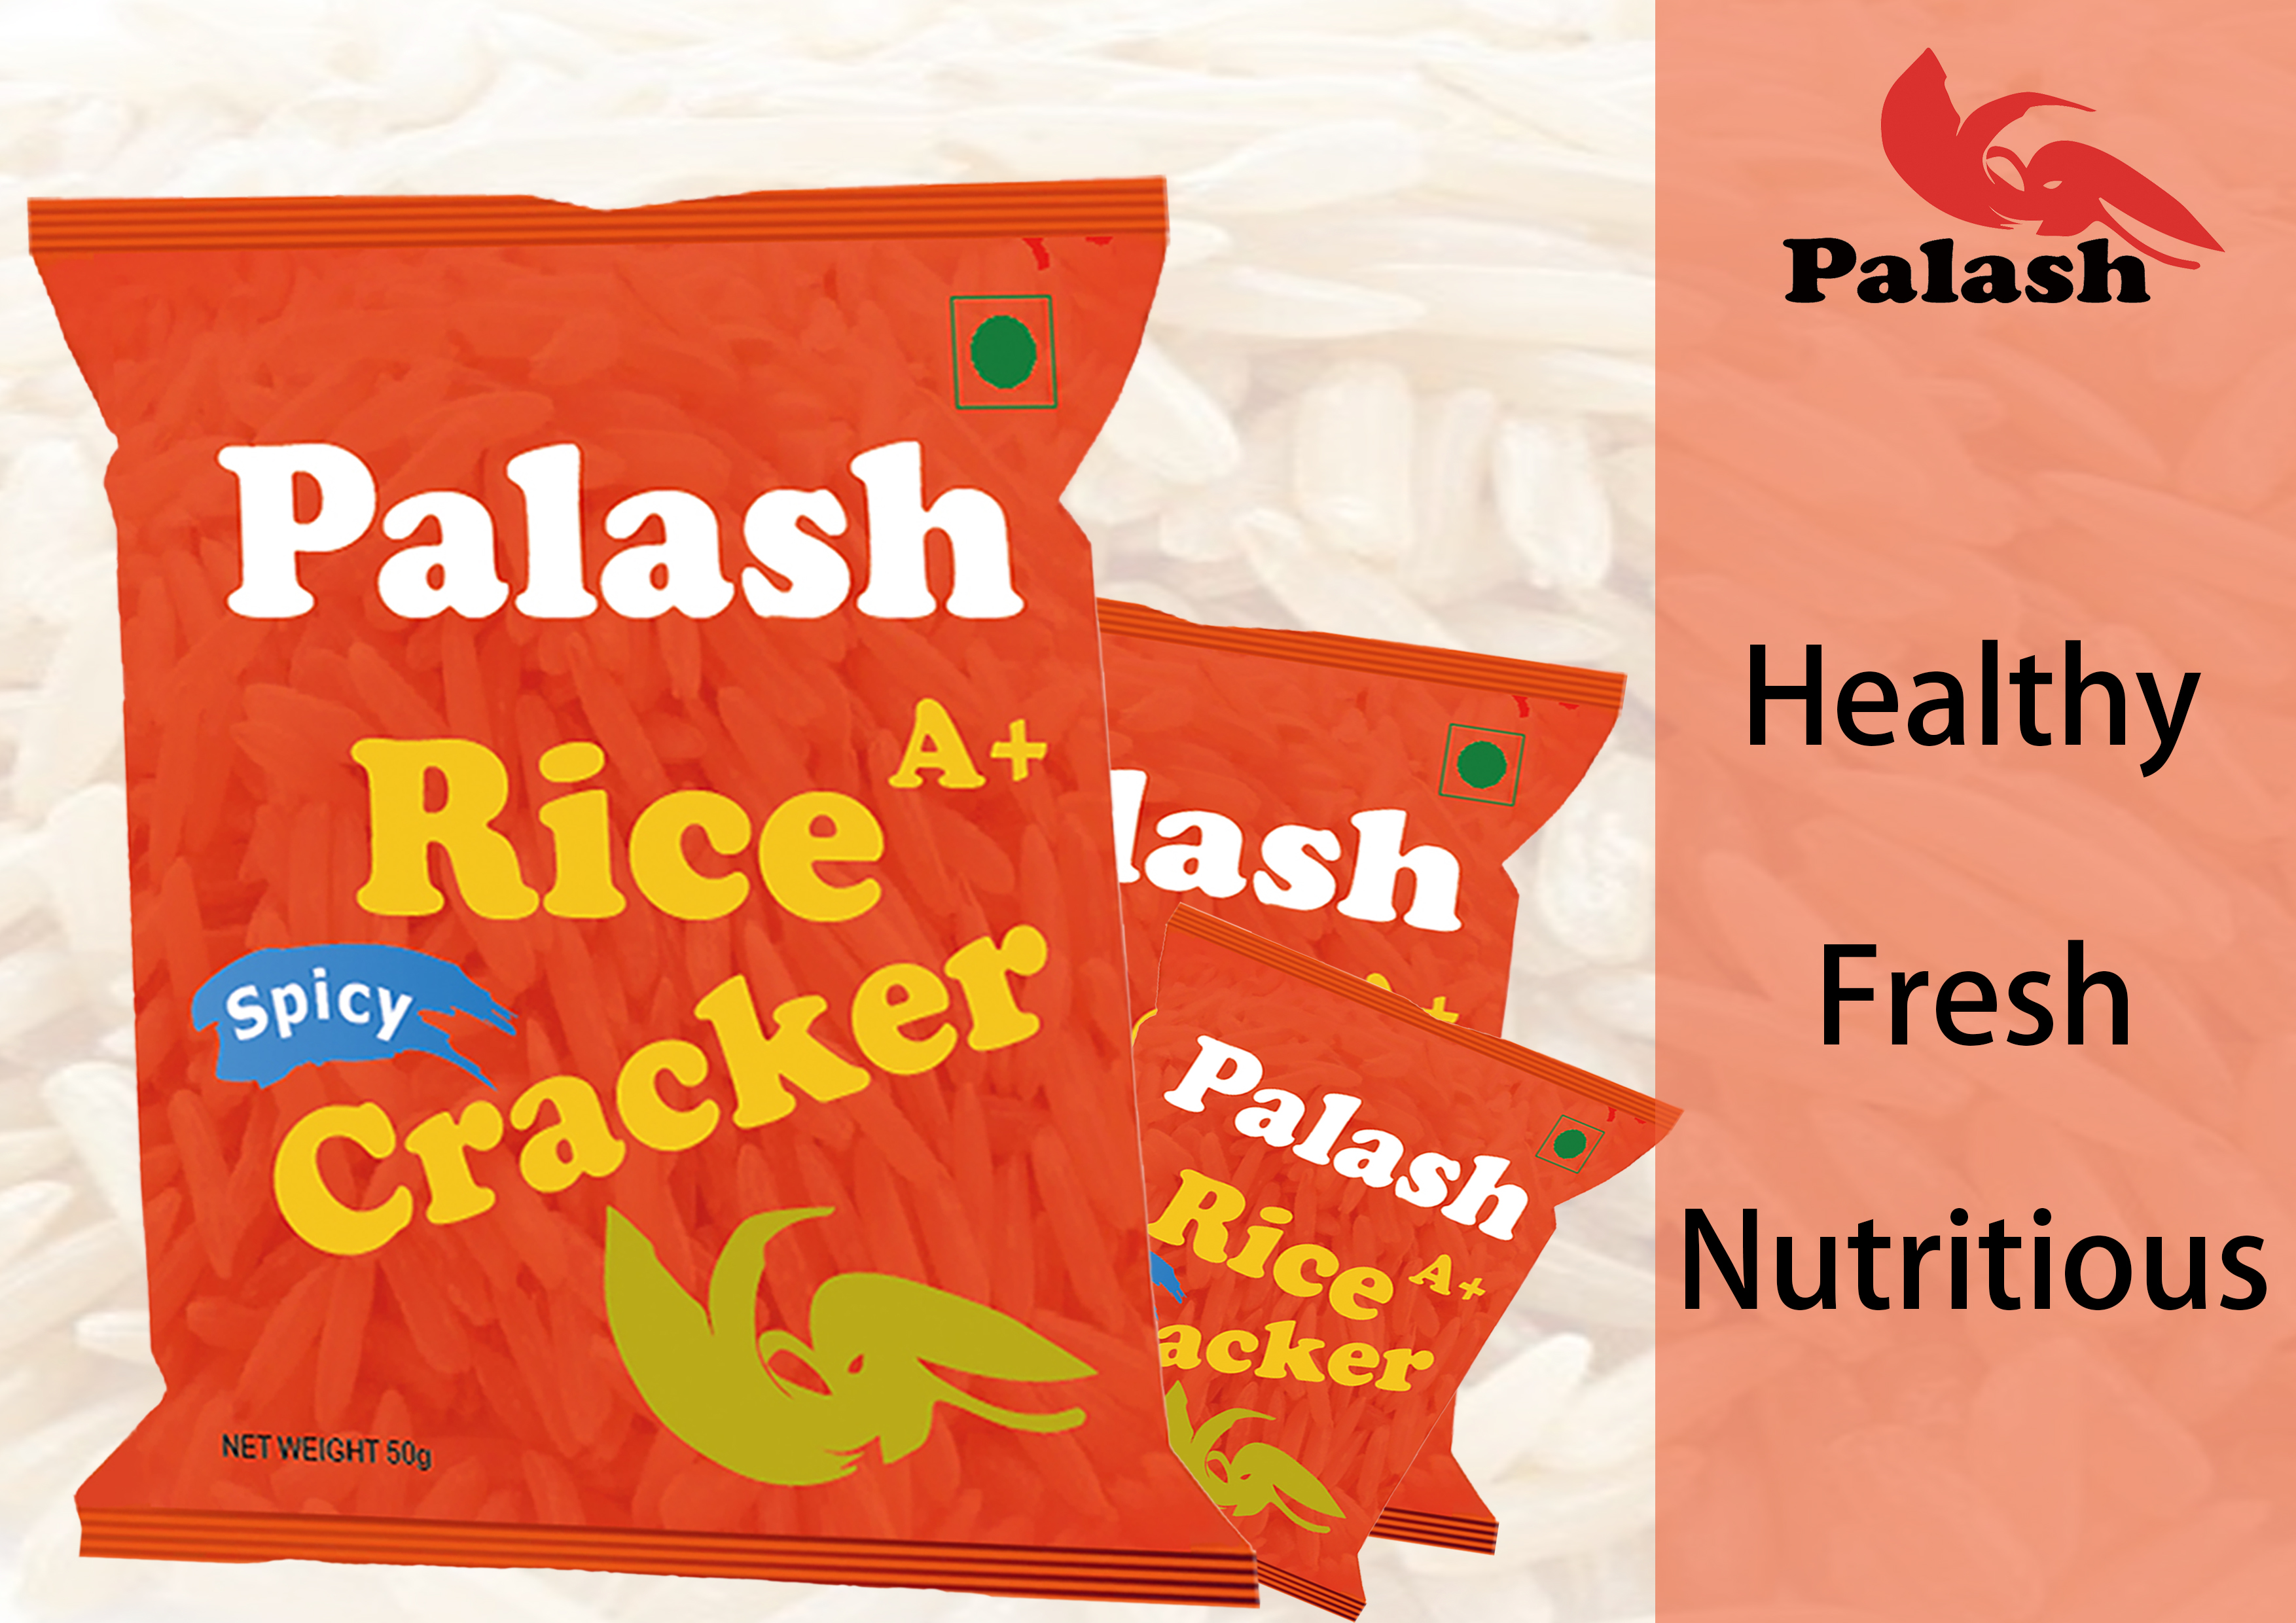 Palash
Rice A+
Spicy
Cracker
NET WEIGHT 50g
lash
A+
Palash
Rice A+
acker
Palash
Healthy
Fresh
Nutritious